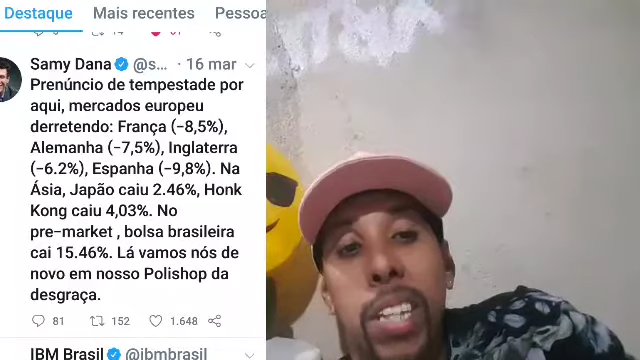 Destaque Mais recentes Pessoa
Samy Dana @s... · 16 mar
Prenúncio de tempestade por
aqui, mercados europeu
derretendo: França (−8,5%),
Alemanha (−7,5%), Inglaterra
(−6.2%), Espanha (−9,8%). Na
Ásia, Japão caiu 2.46%, Honk
Kong caiu 4,03%. No
pre−market , bolsa brasileira
cai 15.46%. Lá vamos nós de
novo em nosso Polishop da
desgraça.
81 152 1.648
IBM Brasil @ibmbrasil